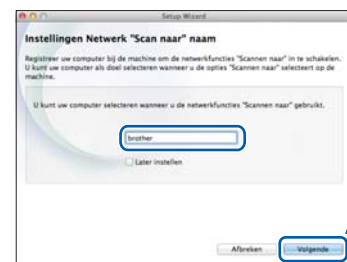 Setup Wizard
Instellingen Netwerk "Scan naar" naam
Registreer uw computer bij de machine om de netwerkfuncties "Scannen naar" in te schakelen.
U kunt uw computer als doel selecteren wanneer u de opties "Scannen naar" selecteert op de
machine.
U kunt uw computer selecteren wanneer u de netwerkfuncties "Scannen naar" gebruikt.
brother
Later instellen
Afbreken
Volgende